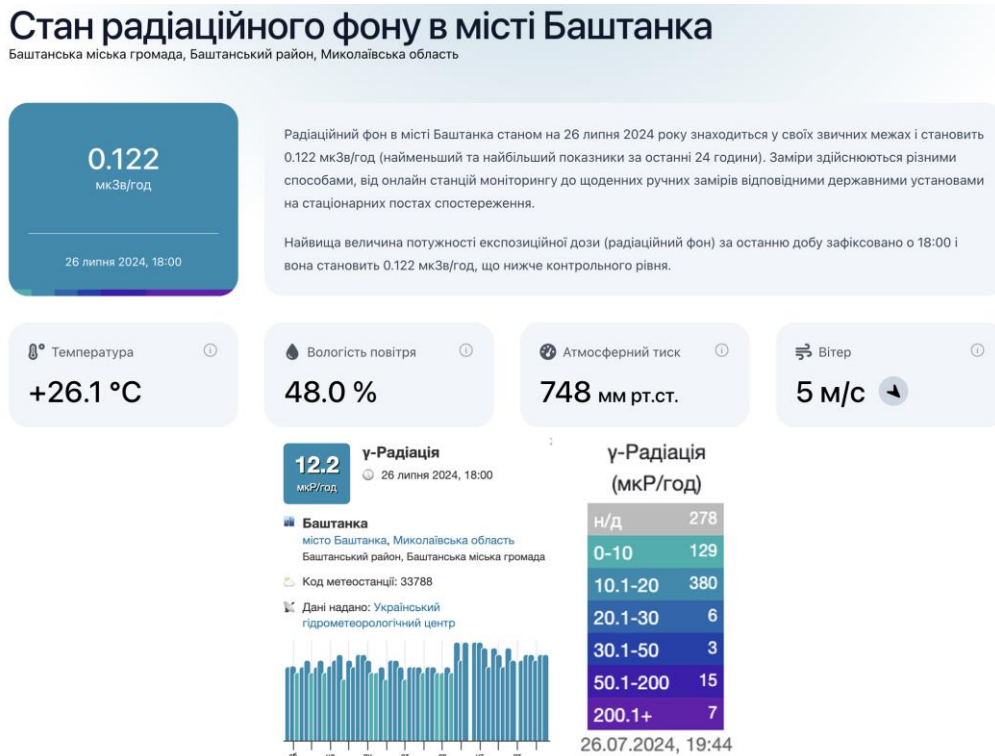 Стан радіаційного фону в місті Баштанка
Баштанська міська громада, Баштанський район, Миколаївська область
0.122
мкЗв/год
26 липня 2024, 18:00
Радіаційний фон в місті Баштанка станом на 26 липня 2024 року знаходиться у своїх звичних межах і становить
0.122 мкЗв/год (найменьший та найбільший показники за останні 24 години). Заміри здійснюються різними
способами, від онлайн станцій моніторингу до щоденних ручних замірів відповідними державними установами
на стаціонарних постах спостереження.
Найвища величина потужності експозиційної дози (радіаційний фон) за останню добу зафіксовано о 18:00 і
вона становить 0.122 мкЗв/год, що нижче контрольного рівня.
Температура
+26.1 °C
Вологість повітря
48.0 %
Атмосферний тиск
748 мм рт.ст.
Вітер
5 м/с
12.2
мкР/год
γ-Радіація
26 липня 2024, 18:00
Баштанка
місто Баштанка, Миколаївська область
Баштанський район, Баштанська міська громада
Код метеостанції: 33788
Дані надано: Український
гідрометеорологічний центр
γ-Радіація
(мкР/год)
н/д 278
0-10 129
10.1-20 380
20.1-30 6
30.1-50 3
50.1-200 15
200.1+ 7
26.07.2024, 19:44